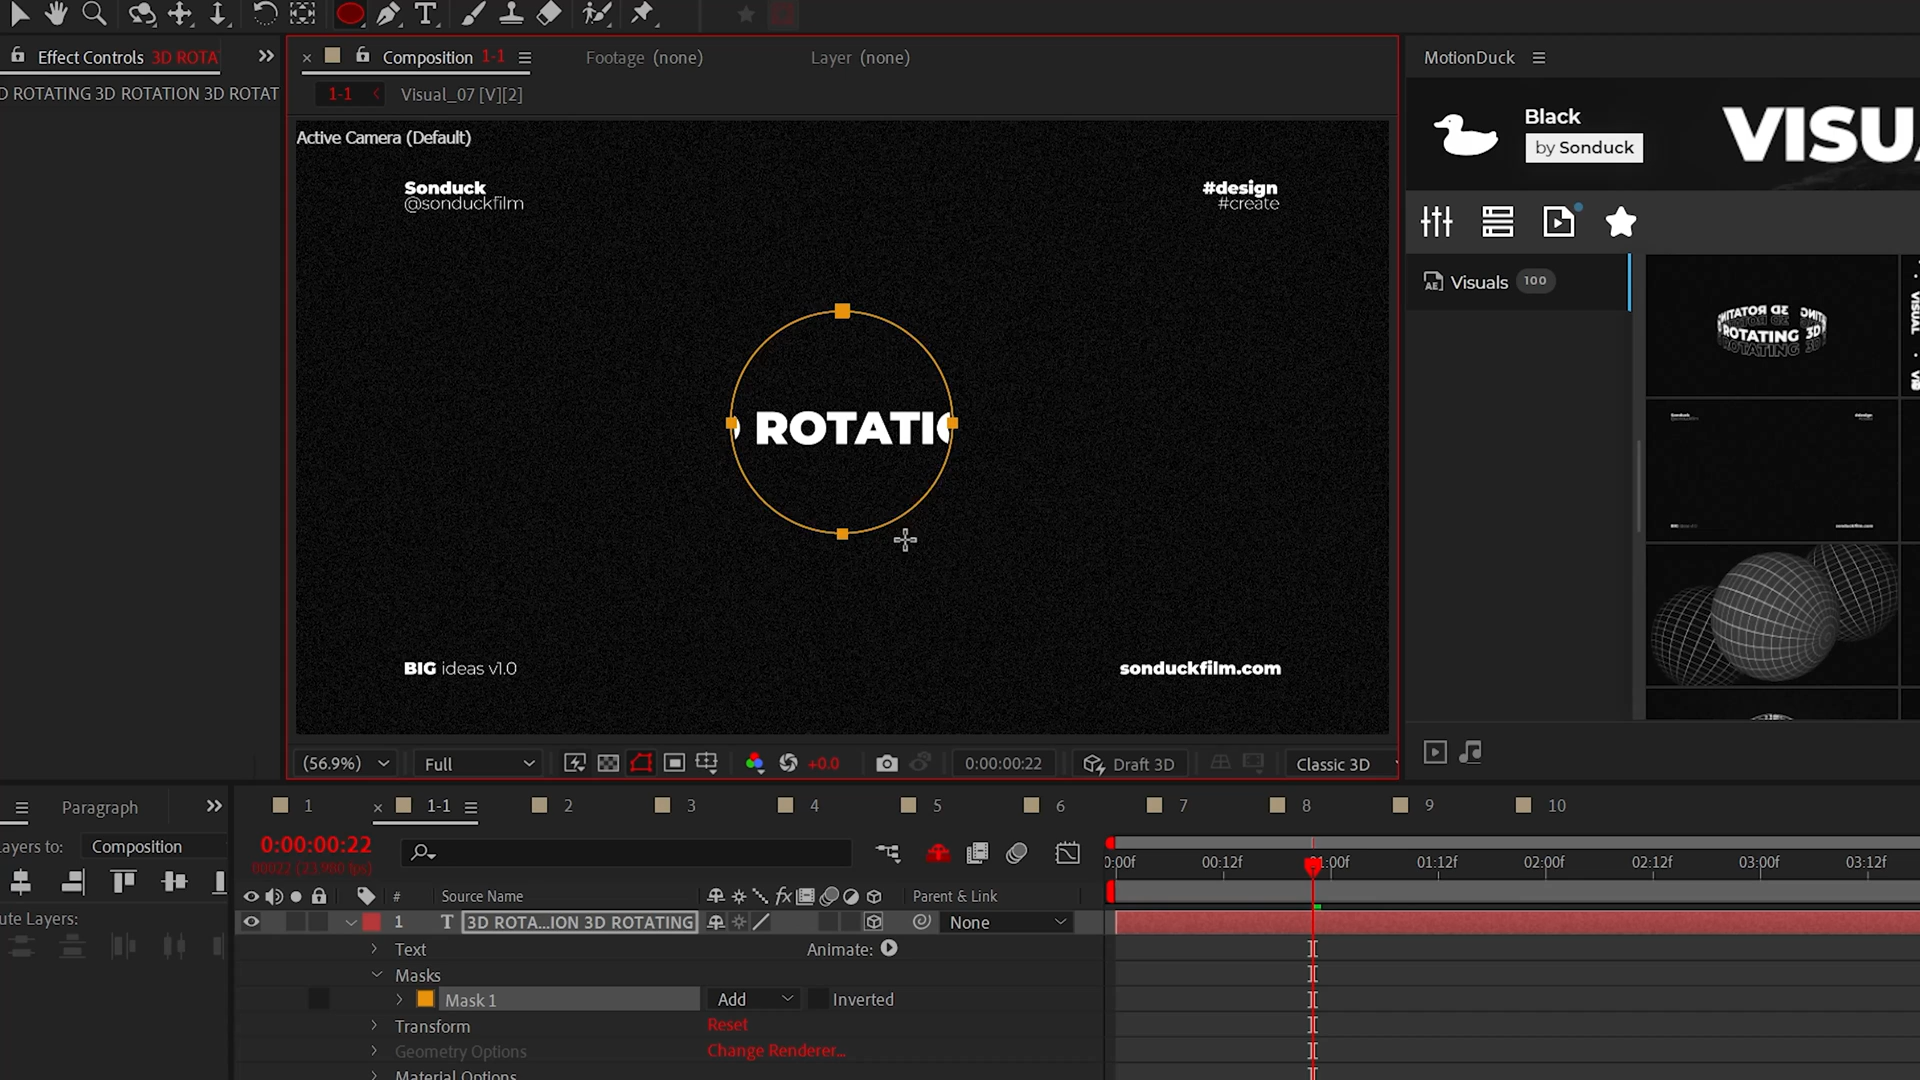 Effect Controls 3D ROTA
Composition 1-1
Footage (none)
Layer (none)
MotionDuck
D ROTATING 3D ROTATION 3D ROTAT
1-1
Visual_07 [V][2]
Active Camera (Default)
Black
by Sonduck
VISU
Sonduck
@sonduckfilm
#design
#create
Visuals 100
ROTATING 3D
ROTATI
BIG ideas v1.0
sonduckfilm.com
(56.9%)
Full
+0.0
0:00:00:22
Draft 3D
Classic 3D
Paragraph
1
1-1
2
3
4
5
6
7
8
9
10
ayers to:
Composition
0:00:00:22
00022 (23.980 fps)
0:00f
00:12f
01:00f
01:12f
02:00f
02:12f
03:00f
03:12f
#
Source Name
fx
Parent & Link
1
T
3D ROTA...ION 3D ROTATING
None
ute Layers:
Text
Animate:
Masks
Mask 1
Add
Inverted
Transform
Reset
Geometry Options
Change Renderer...
Material Options